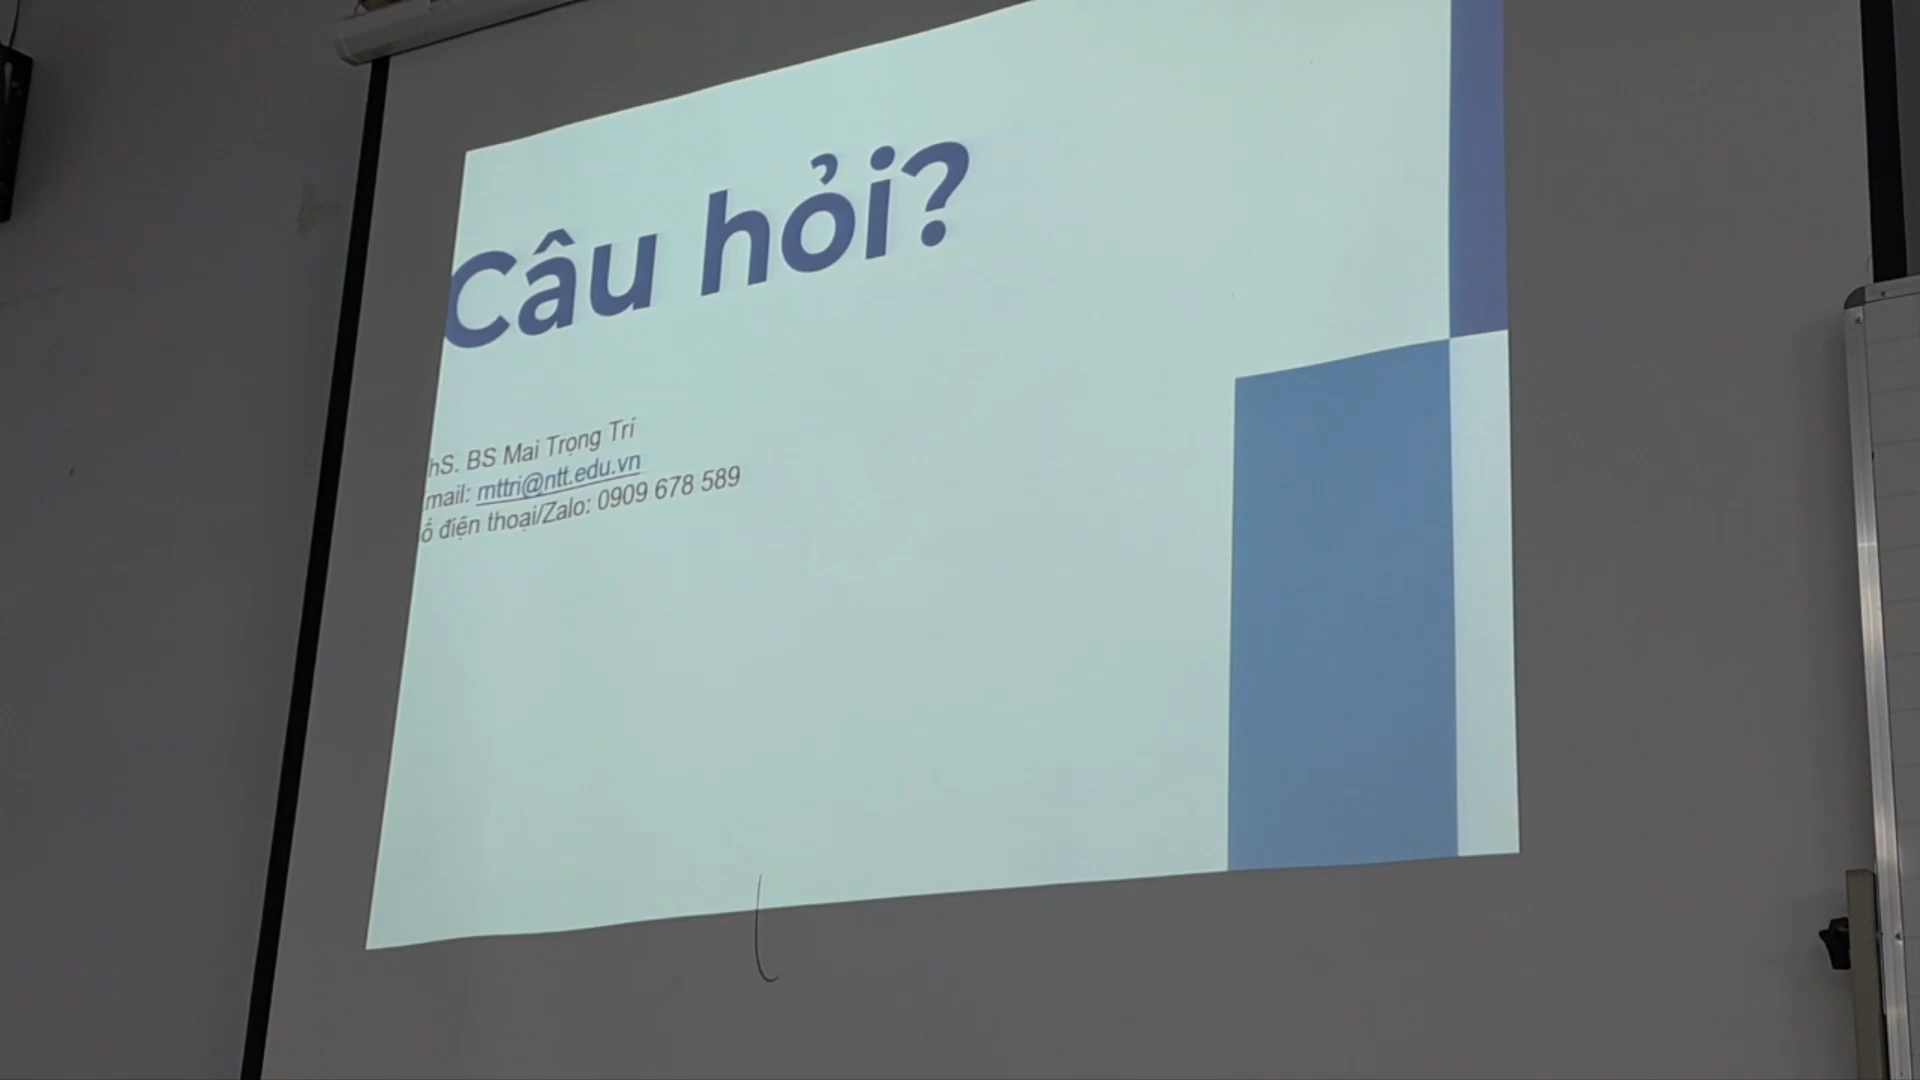 Câu hỏi?
hS. BS Mai Trọng Trí
mail: mttri@ntt.edu.vn
ố điện thoại/Zalo: 0909 678 589